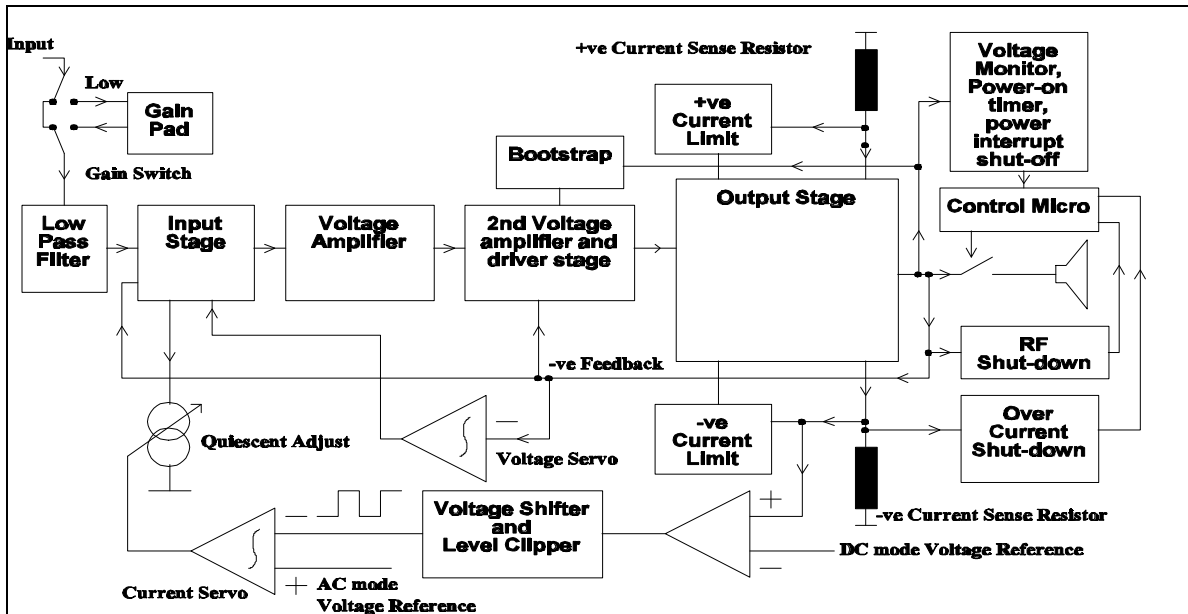 Input
Low
Gain
Pad
Gain Switch
Low
Pass
Filter
Input
Stage
Voltage
Amplifier
Bootstrap
2nd Voltage
amplifier and
driver stage
+ve Current Sense Resistor
+ve
Current
Limit
Output Stage
Voltage
Monitor,
Power-on
timer,
power
interrupt
shut-off
Control Micro
RF
Shut-down
Over
Current
Shut-down
-ve Feedback
-ve
Current
Limit
Quiescent Adjust
Voltage Servo
-ve Current Sense Resistor
Voltage Shifter
and
Level Clipper
DC mode Voltage Reference
Current Servo
AC mode
Voltage Reference